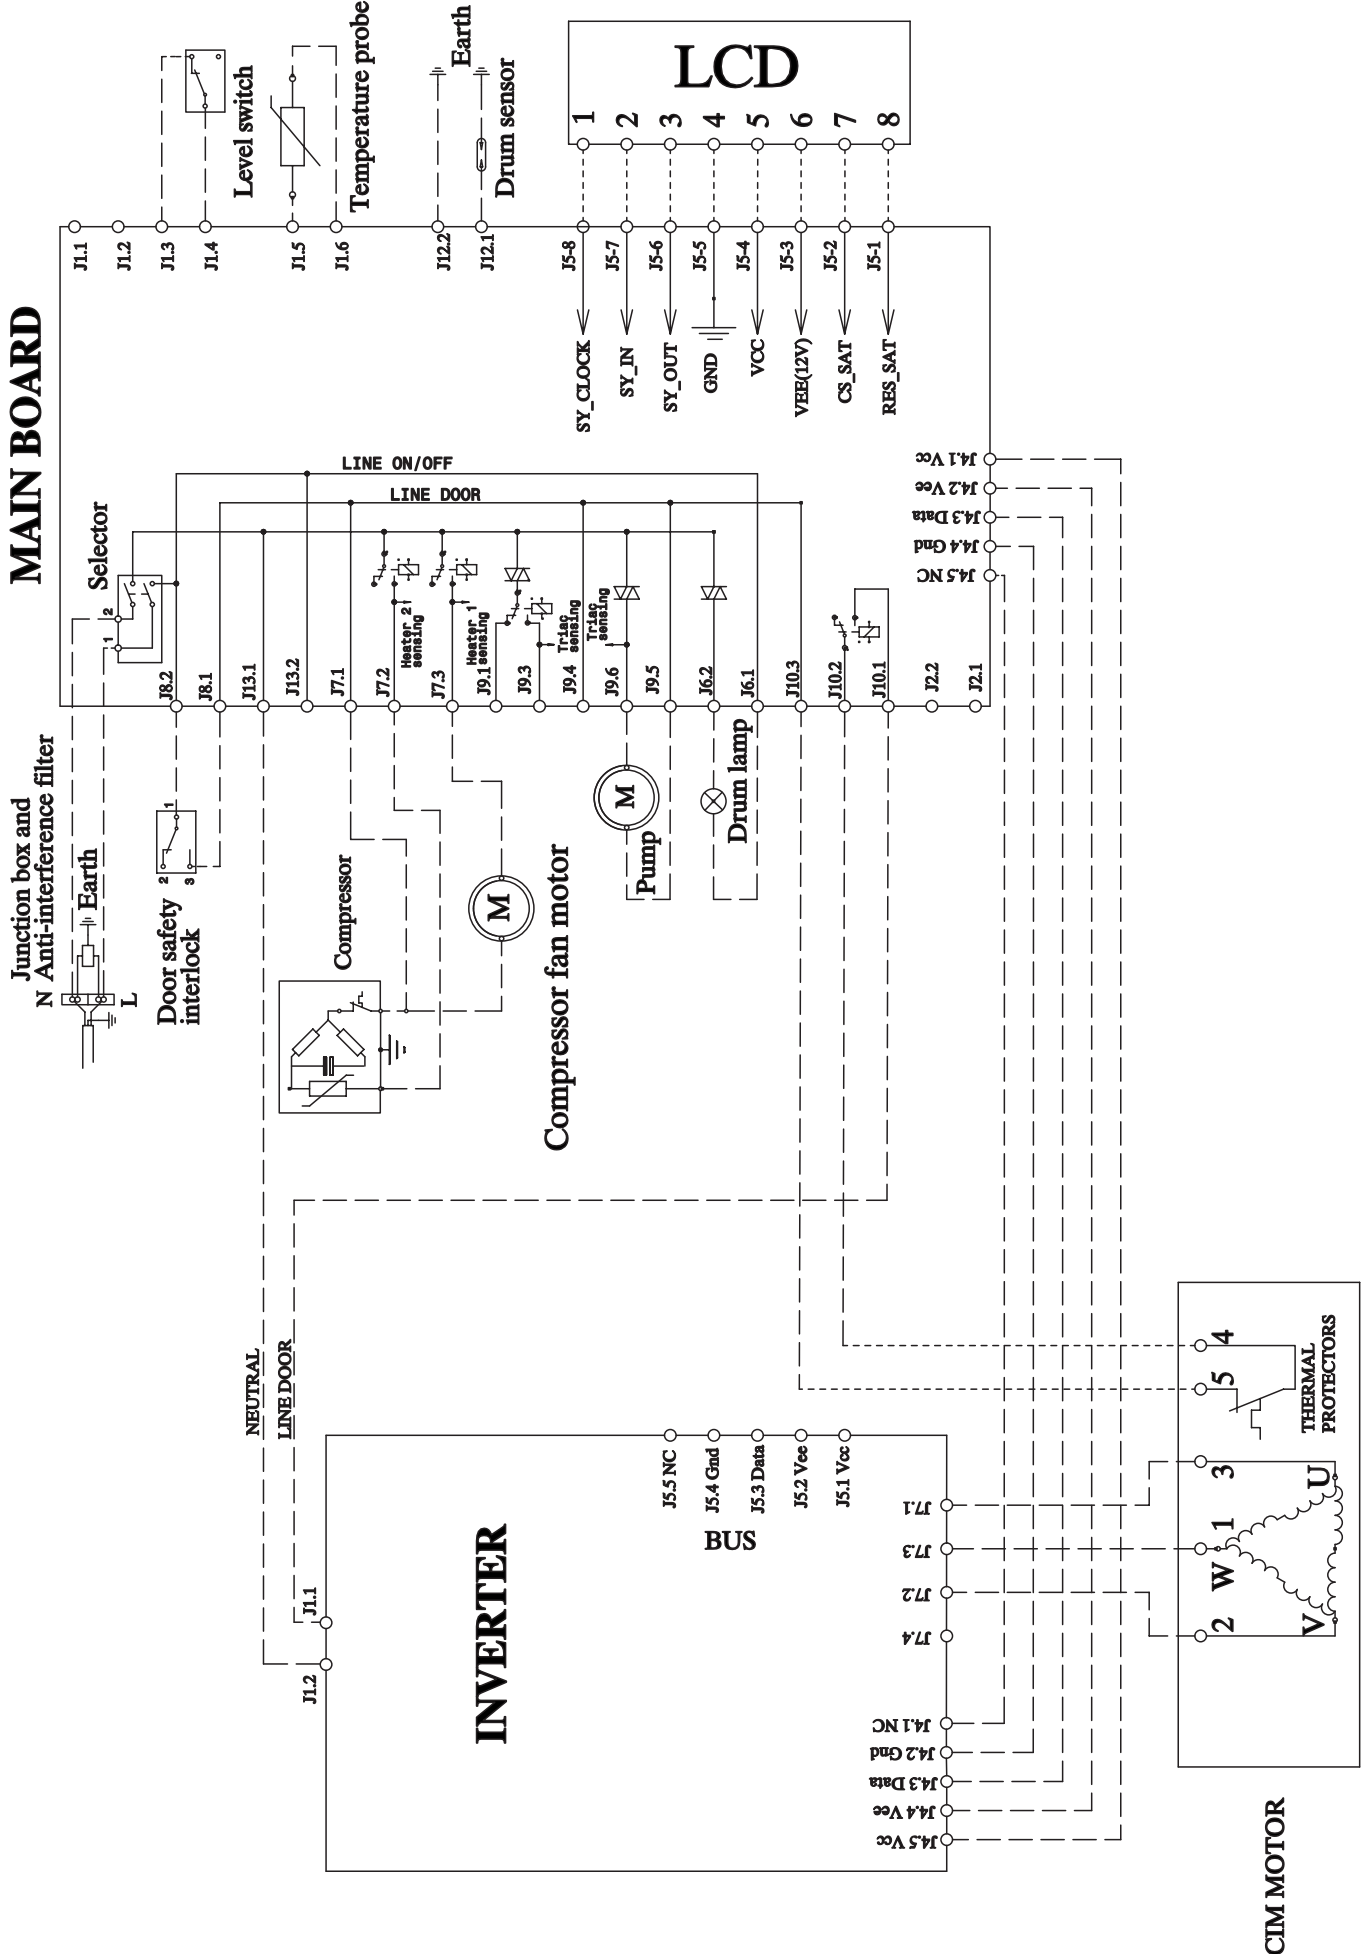 MAIN BOARD
Level switch
Temperature probe
Earth
Drum sensor
LCD
1
2
3
4
5
6
7
8
J1.1
J1.2
J1.3
J1.4
J1.5
J1.6
J12.2
J12.1
J5-8
J5-7
J5-6
J5-5
J5-4
J5-3
J5-2
J5-1
SY_CLOCK
SY_IN
SY_OUT
GND
VCC
VEE(12V)
CS_SAT
RES_SAT
LINE ON/OFF
LINE DOOR
Selector
2
1
Heater 2
sensing
Heater 1
sensing
Triac
sensing
Triac
sensing
J4.1 Vcc
J4.2 Vee
J4.3 Data
J4.4 Gnd
J4.5 NC
J8.2
J8.1
J13.1
J13.2
J7.1
J7.2
J7.3
J9.1
J9.3
J9.4
J9.6
J9.5
J6.2
J6.1
J10.3
J10.2
J10.1
J2.2
J2.1
Junction box and
Anti-interference filter
N
L
Earth
Door safety
interlock
1
2
3
Compressor
M
Compressor fan motor
M
Pump
Drum lamp
NEUTRAL
LINE DOOR
J1.1
J1.2
INVERTER
BUS
J5.5 NC
J5.4 Gnd
J5.3 Data
J5.2 Vee
J5.1 Vcc
J7.1
J7.3
J7.2
J7.4
J4.1 NC
J4.2 Gnd
J4.3 Data
J4.4 Vee
J4.5 Vcc
4
5
THERMAL
PROTECTORS
3
U
1
W
2
V
CIM MOTOR